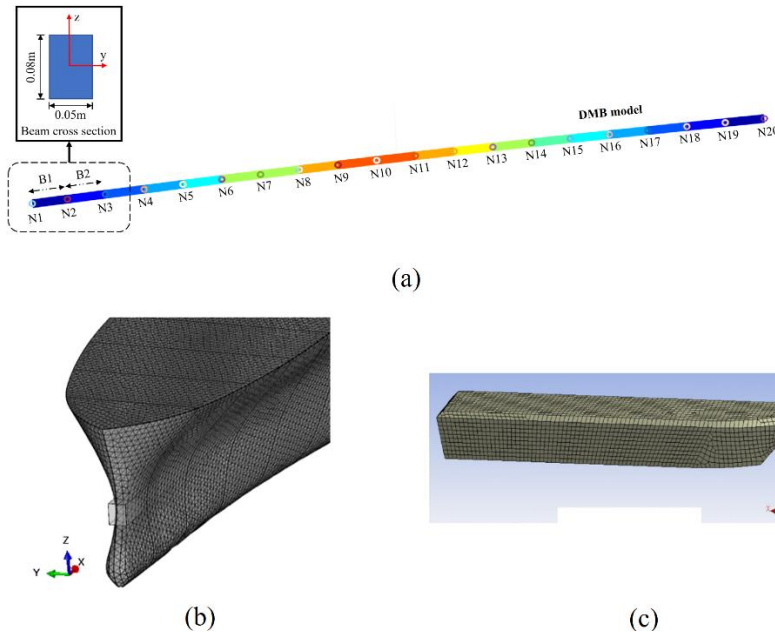 z
y
0.08m
0.05m
Beam cross section
DMB model
B1
B2
N1
N2
N3
N4
N5
N6
N7
N8
N9
N10
N11
N12
N13
N14
N15
N16
N17
N18
N19
N20
(a)
Z
Y
X
(b)
X
(c)